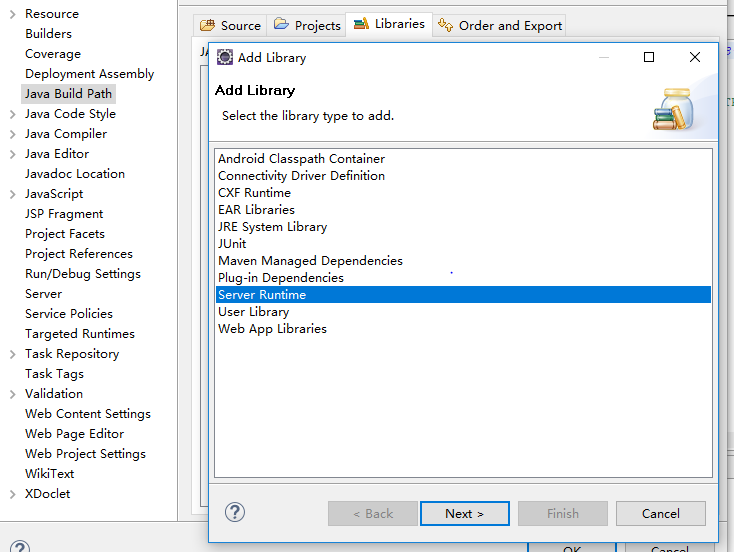 Resource
Builders
Coverage
Deployment Assembly
Java Build Path
Java Code Style
Java Compiler
Java Editor
Javadoc Location
JavaScript
JSP Fragment
Project Facets
Project References
Run/Debug Settings
Server
Service Policies
Targeted Runtimes
Task Repository
Task Tags
Validation
Web Content Settings
Web Page Editor
Web Project Settings
WikiText
XDoclet
Source Projects Libraries Order and Export
Add Library
Add Library
Select the library type to add.
Android Classpath Container
Connectivity Driver Definition
CXF Runtime
EAR Libraries
JRE System Library
JUnit
Maven Managed Dependencies
Plug-in Dependencies
Server Runtime
User Library
Web App Libraries
< Back Next > Finish Cancel
OK Cancel